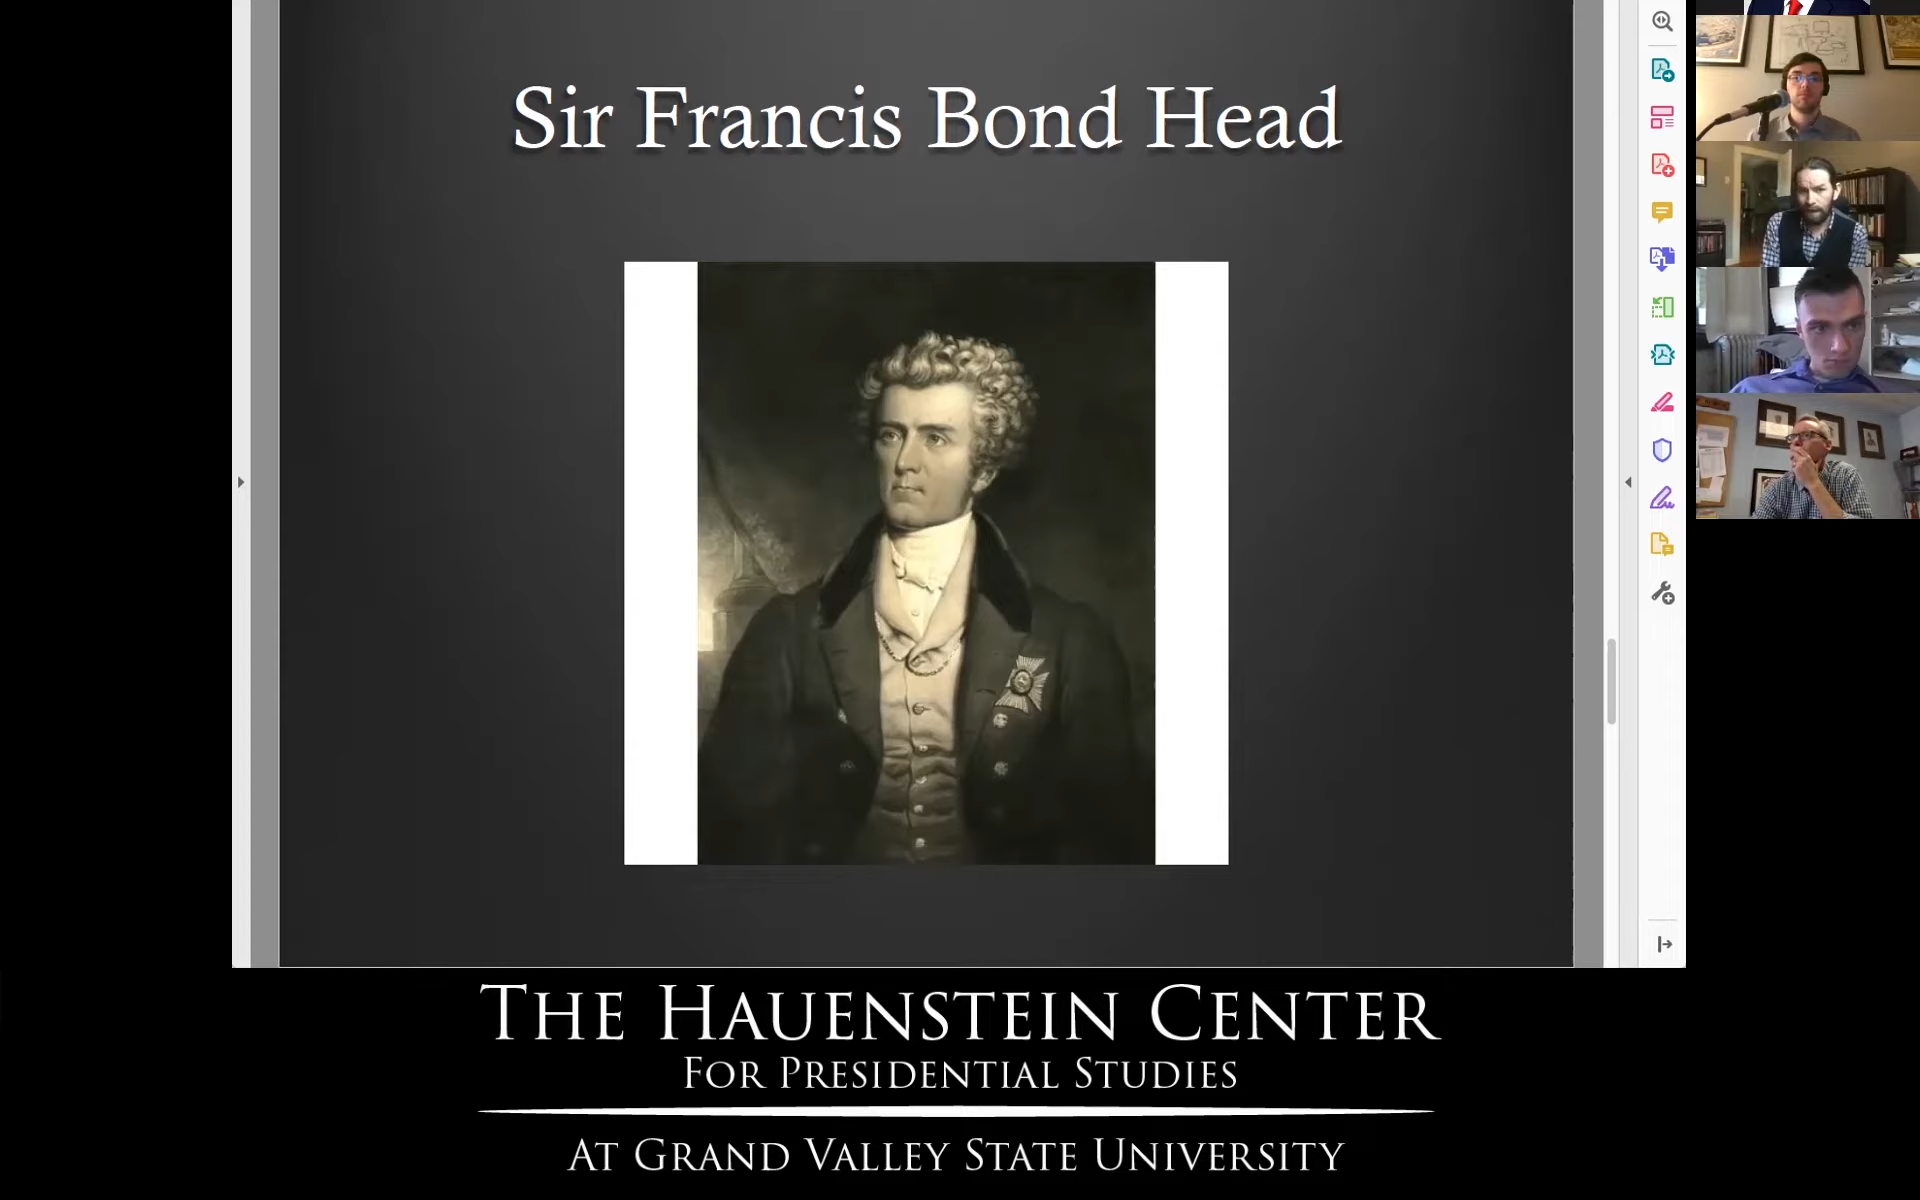 Sir Francis Bond Head
THE HAUENSTEIN CENTER
FOR PRESIDENTIAL STUDIES
AT GRAND VALLEY STATE UNIVERSITY